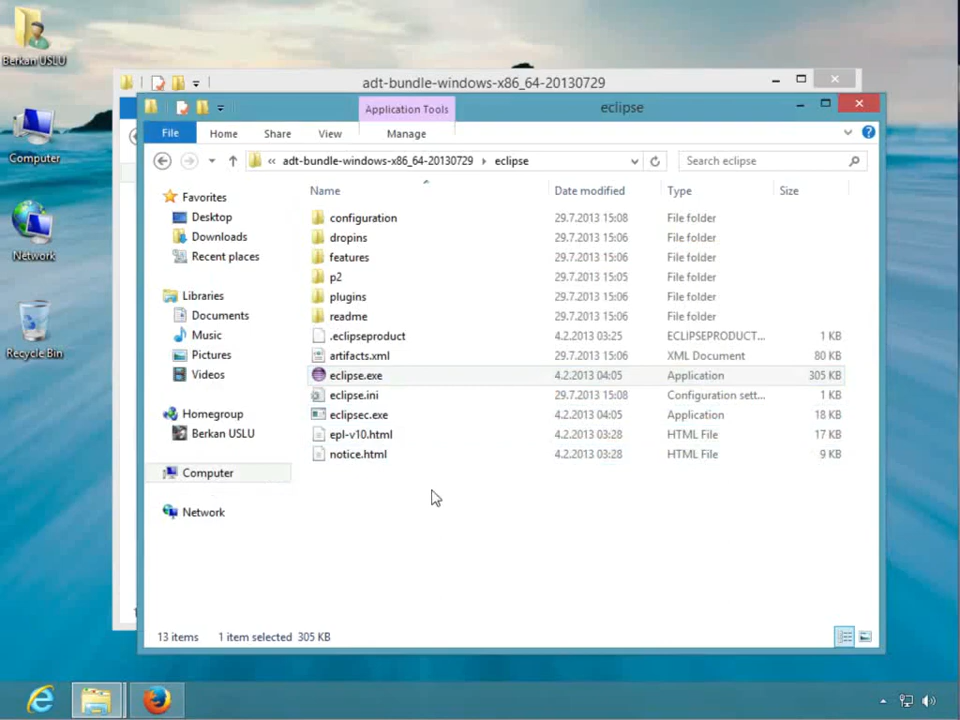 Berkan USLU
Computer
Network
Recycle Bin
adt-bundle-windows-x86_64-20130729
Application Tools
eclipse
File
Home
Share
View
Manage
adt-bundle-windows-x86_64-20130729
eclipse
Search eclipse
Name
Date modified
Type
Size
Favorites
Desktop
Downloads
Recent places
Libraries
Documents
Music
Pictures
Videos
Homegroup
Berkan USLU
Computer
Network
configuration 29.7.2013 15:08 File folder
dropins 29.7.2013 15:06 File folder
features 29.7.2013 15:06 File folder
p2 29.7.2013 15:05 File folder
plugins 29.7.2013 15:06 File folder
readme 29.7.2013 15:06 File folder
.eclipseproduct 4.2.2013 03:25 ECLIPSEPRODUCT... 1 KB
artifacts.xml 29.7.2013 15:06 XML Document 80 KB
eclipse.exe 4.2.2013 04:05 Application 305 KB
eclipse.ini 29.7.2013 15:08 Configuration sett... 1 KB
eclipsec.exe 4.2.2013 04:05 Application 18 KB
epl-v10.html 4.2.2013 03:28 HTML File 17 KB
notice.html 4.2.2013 03:28 HTML File 9 KB
13 items
1 item selected 305 KB